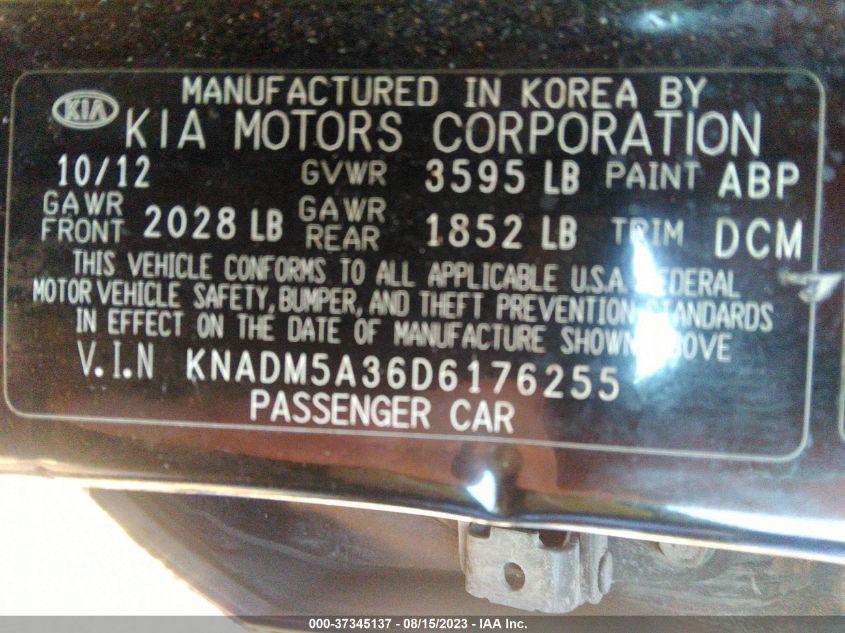 MANUFACTURED IN KOREA BY
KIA KIA MOTORS CORPORATION
10/12 GVWR 3595 LB PAINT ABP
GAWR FRONT 2028 LB GAWR REAR 1852 LB TRIM DCM
THIS VEHICLE CONFORMS TO ALL APPLICABLE U.S.A. FEDERAL
MOTOR VEHICLE SAFETY, BUMPER, AND THEFT PREVENTION STANDARDS
IN EFFECT ON THE DATE OF MANUFACTURE SHOWN ABOVE
V.I.N KNADM5A36D6176255
PASSENGER CAR
000-37345137 - 08/15/2023 - IAA Inc.